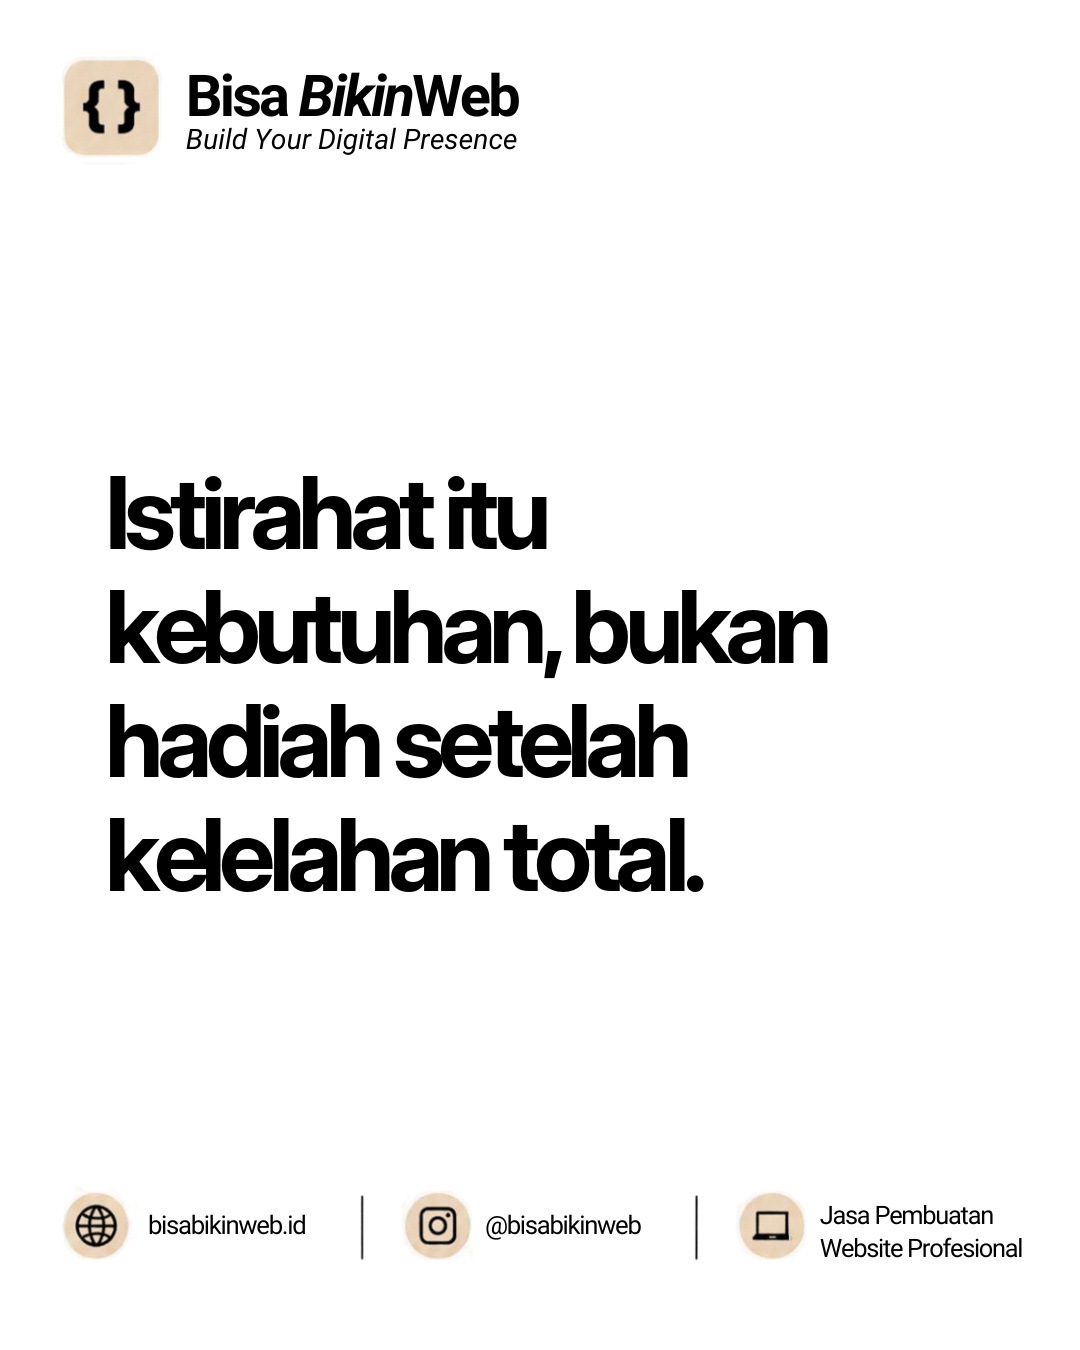 { }
Bisa BikinWeb
Build Your Digital Presence
Istirahat itu
kebutuhan, bukan
hadiah setelah
kelelahan total.
bisabikinweb.id
@bisabikinweb
Jasa Pembuatan
Website Profesional